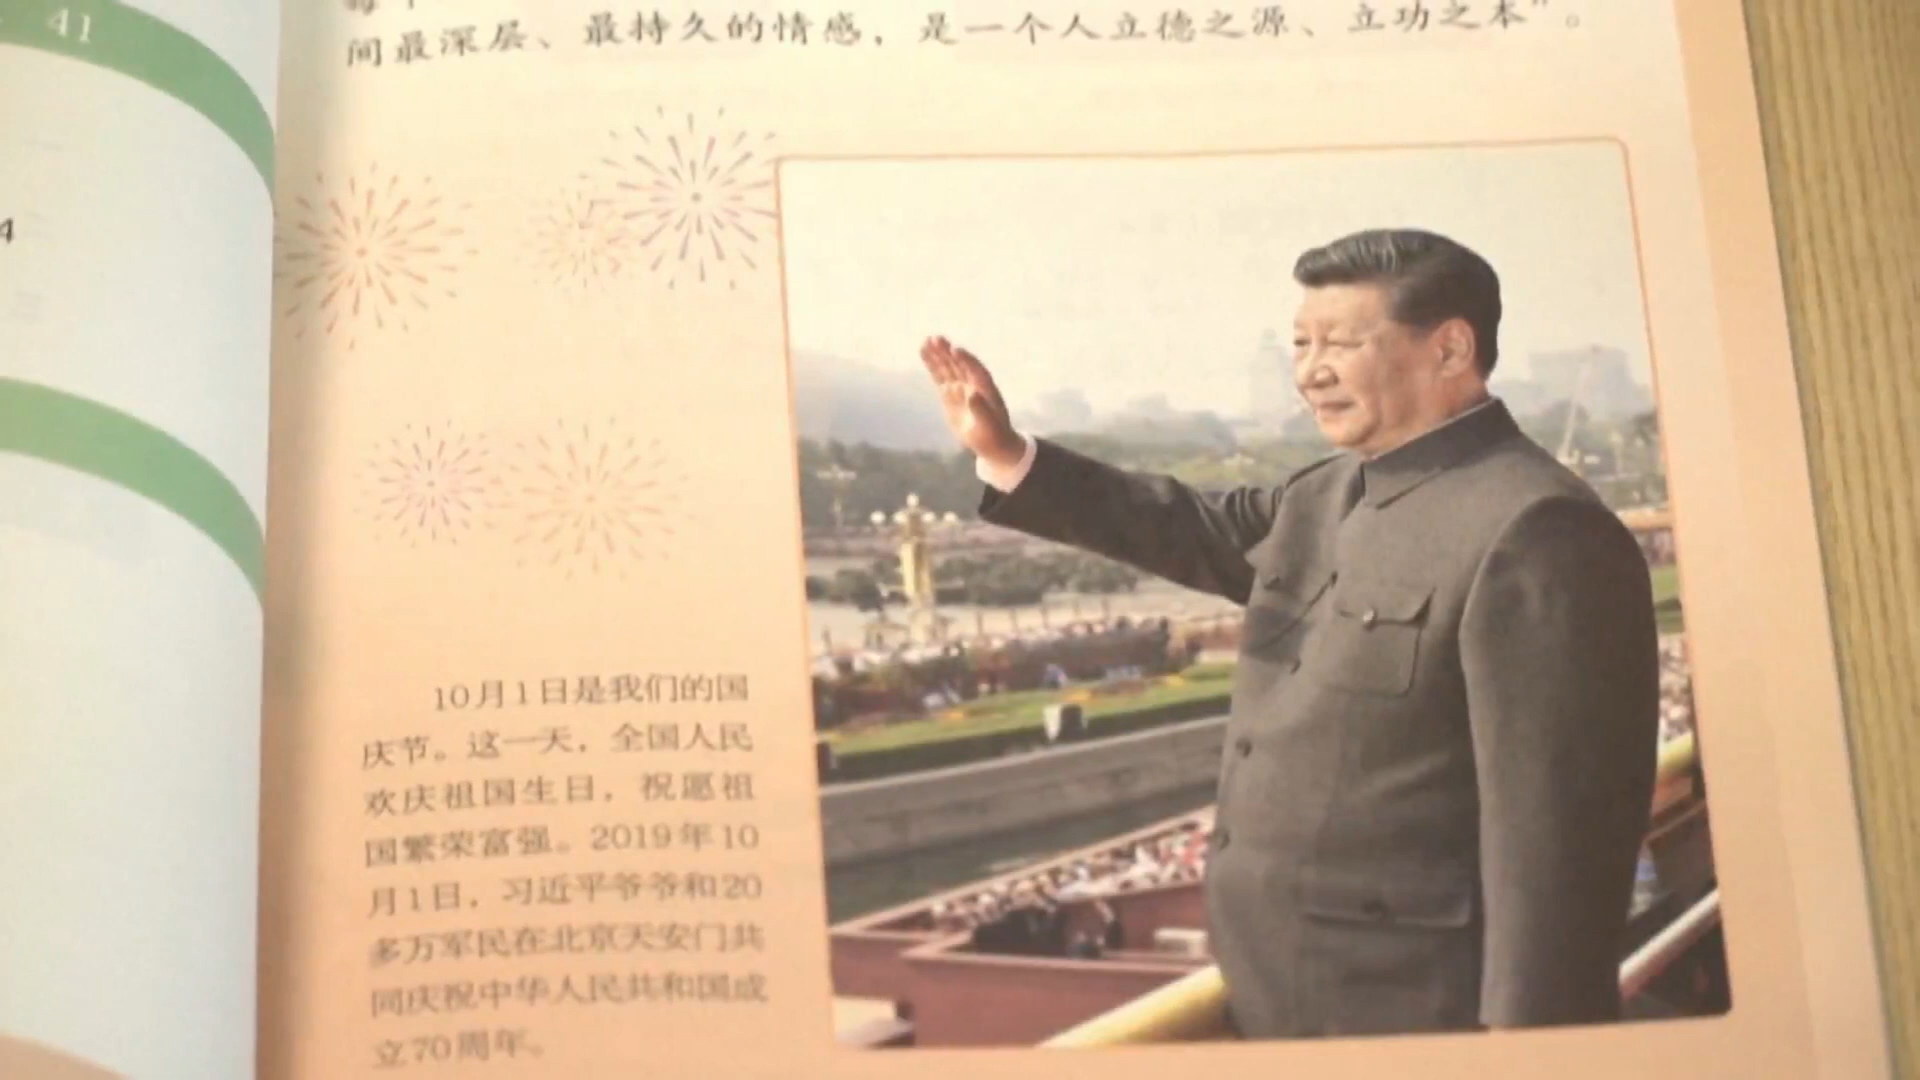 41
4
间最深层、最持久的情感，是一个人立德之源、立功之本”。
10月1日是我们的国
庆节。这一天，全国人民
欢庆祖国生日，祝愿祖
国繁荣富强。2019年10
月1日，习近平爷爷和20
多万军民在北京天安门共
同庆祝中华人民共和国成
立70周年。